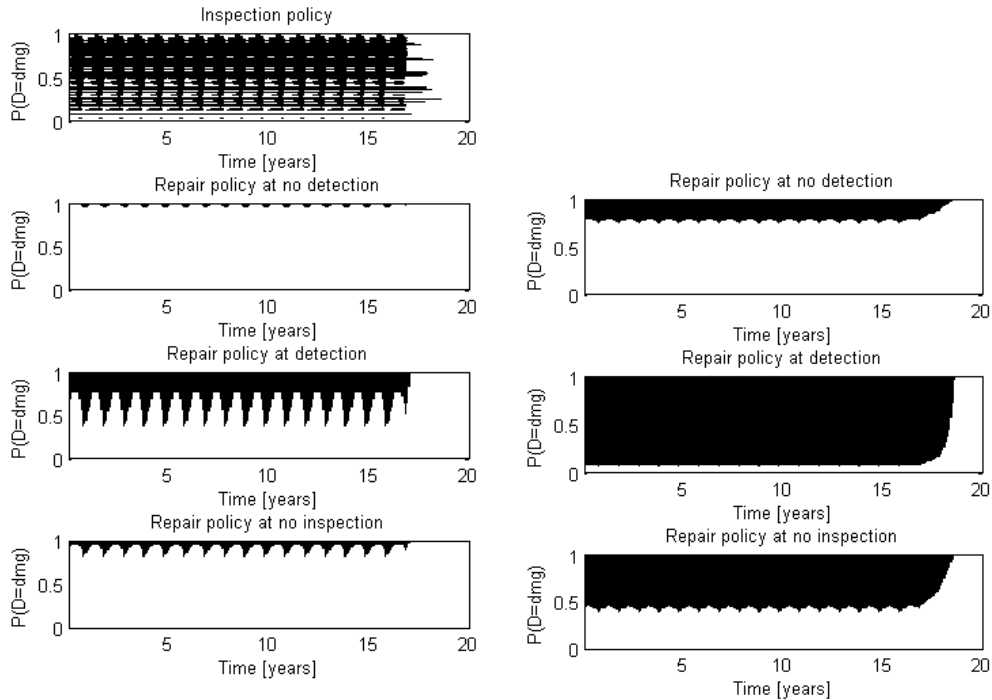 Inspection policy
1
0.5
0
P(D=dmg)
5 10 15 20
Time [years]
Repair policy at no detection
1
0.5
0
P(D=dmg)
5 10 15 20
Time [years]
Repair policy at detection
1
0.5
0
P(D=dmg)
5 10 15 20
Time [years]
Repair policy at no inspection
1
0.5
0
P(D=dmg)
5 10 15 20
Time [years]
Repair policy at no detection
1
0.5
0
P(D=dmg)
5 10 15 20
Time [years]
Repair policy at detection
1
0.5
0
P(D=dmg)
5 10 15 20
Time [years]
Repair policy at no inspection
1
0.5
0
P(D=dmg)
5 10 15 20
Time [years]